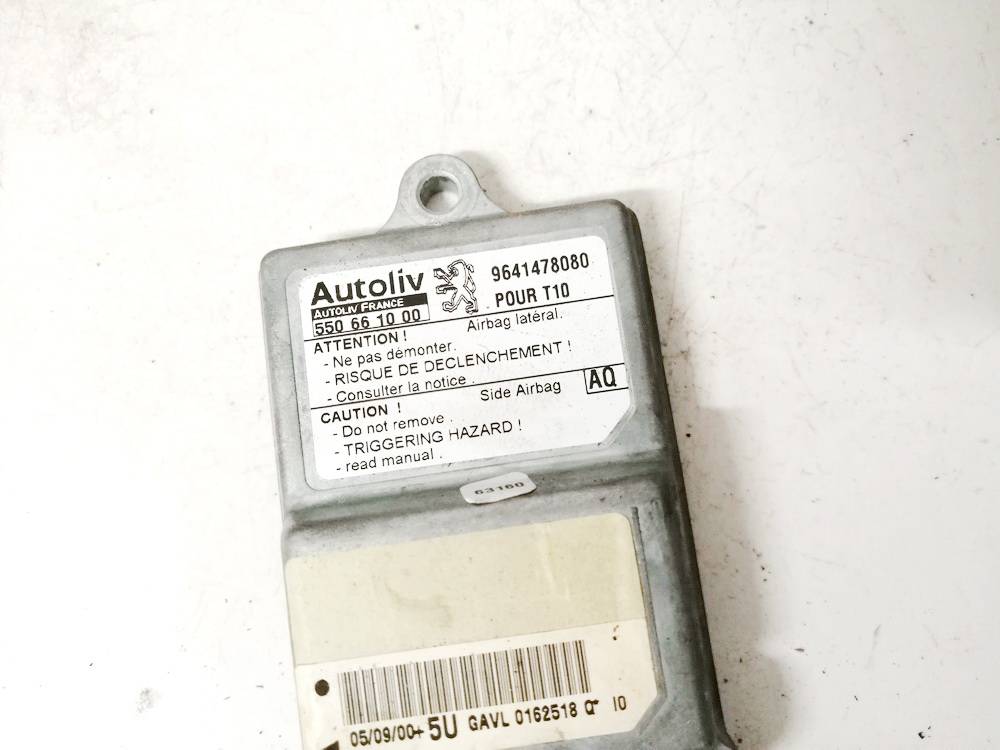 Autoliv
AUTOLIV FRANCE
550 66 10 00
9641478080
POUR T10
ATTENTION ! Airbag latéral.
- Ne pas démonter.
- RISQUE DE DECLENCHEMENT !
- Consulter la notice .
CAUTION ! Side Airbag AQ
- Do not remove .
- TRIGGERING HAZARD !
- read manual .
63160
05/09/00+ 5U GAVL 0162518 Q 10